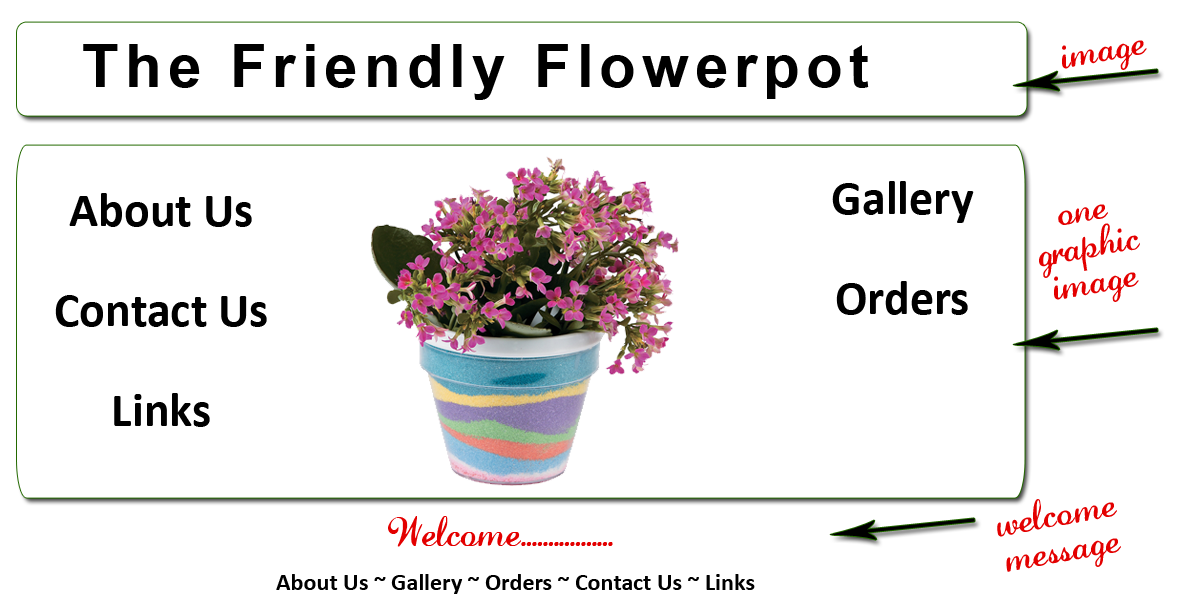 The Friendly Flowerpot
image
About Us
Contact Us
Links
Gallery
Orders
one
graphic
image
Welcome.................
welcome
message
About Us ~ Gallery ~ Orders ~ Contact Us ~ Links